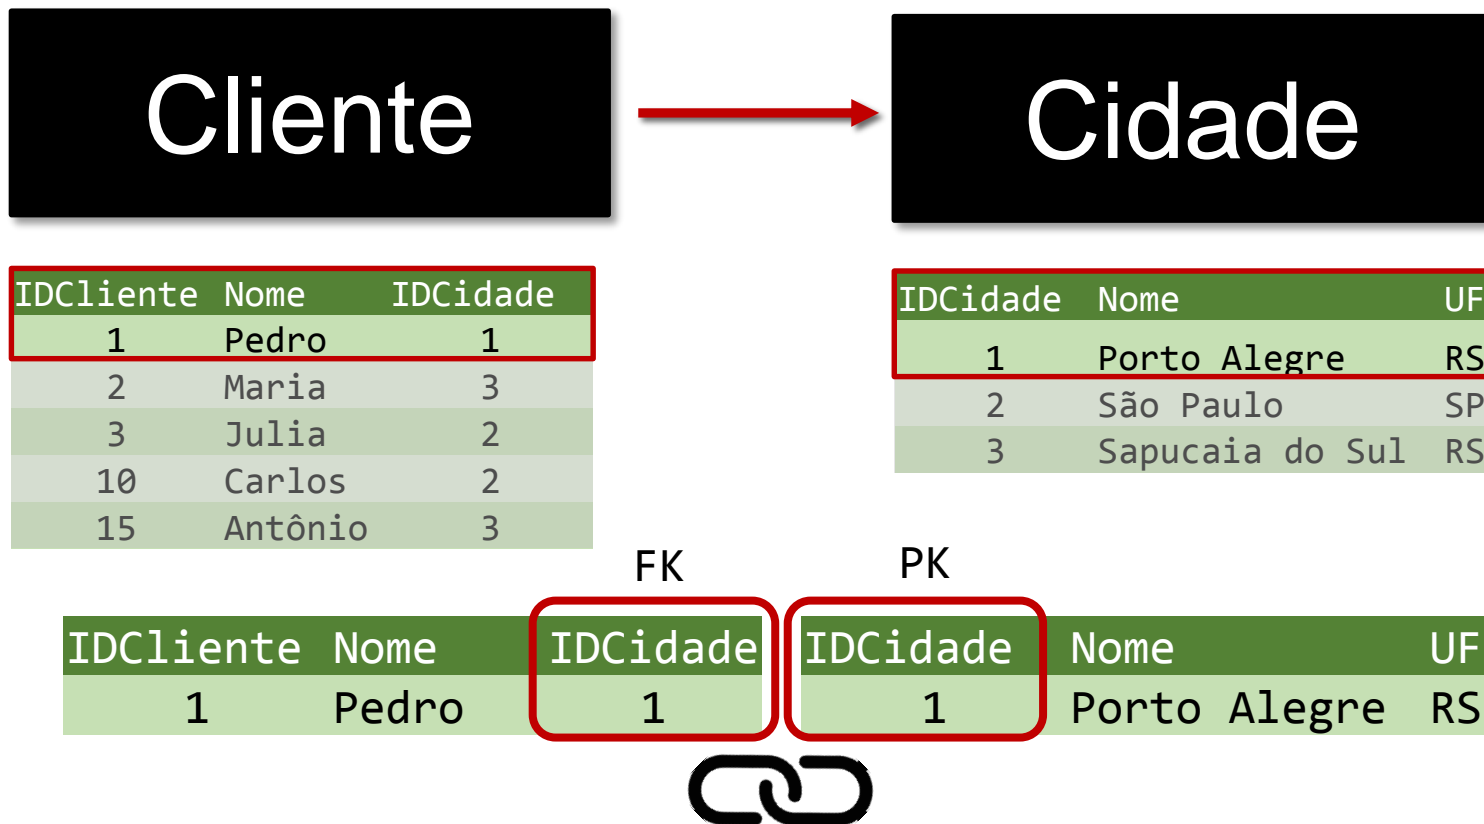 Cliente
Cidade
IDCliente Nome IDCidade
1 Pedro 1
2 Maria 3
3 Julia 2
10 Carlos 2
15 Antônio 3
IDCidade Nome UF
1 Porto Alegre RS
2 São Paulo SP
3 Sapucaia do Sul RS
FK PK
IDCliente Nome IDCidade IDCidade Nome UF
1 Pedro 1 1 Porto Alegre RS